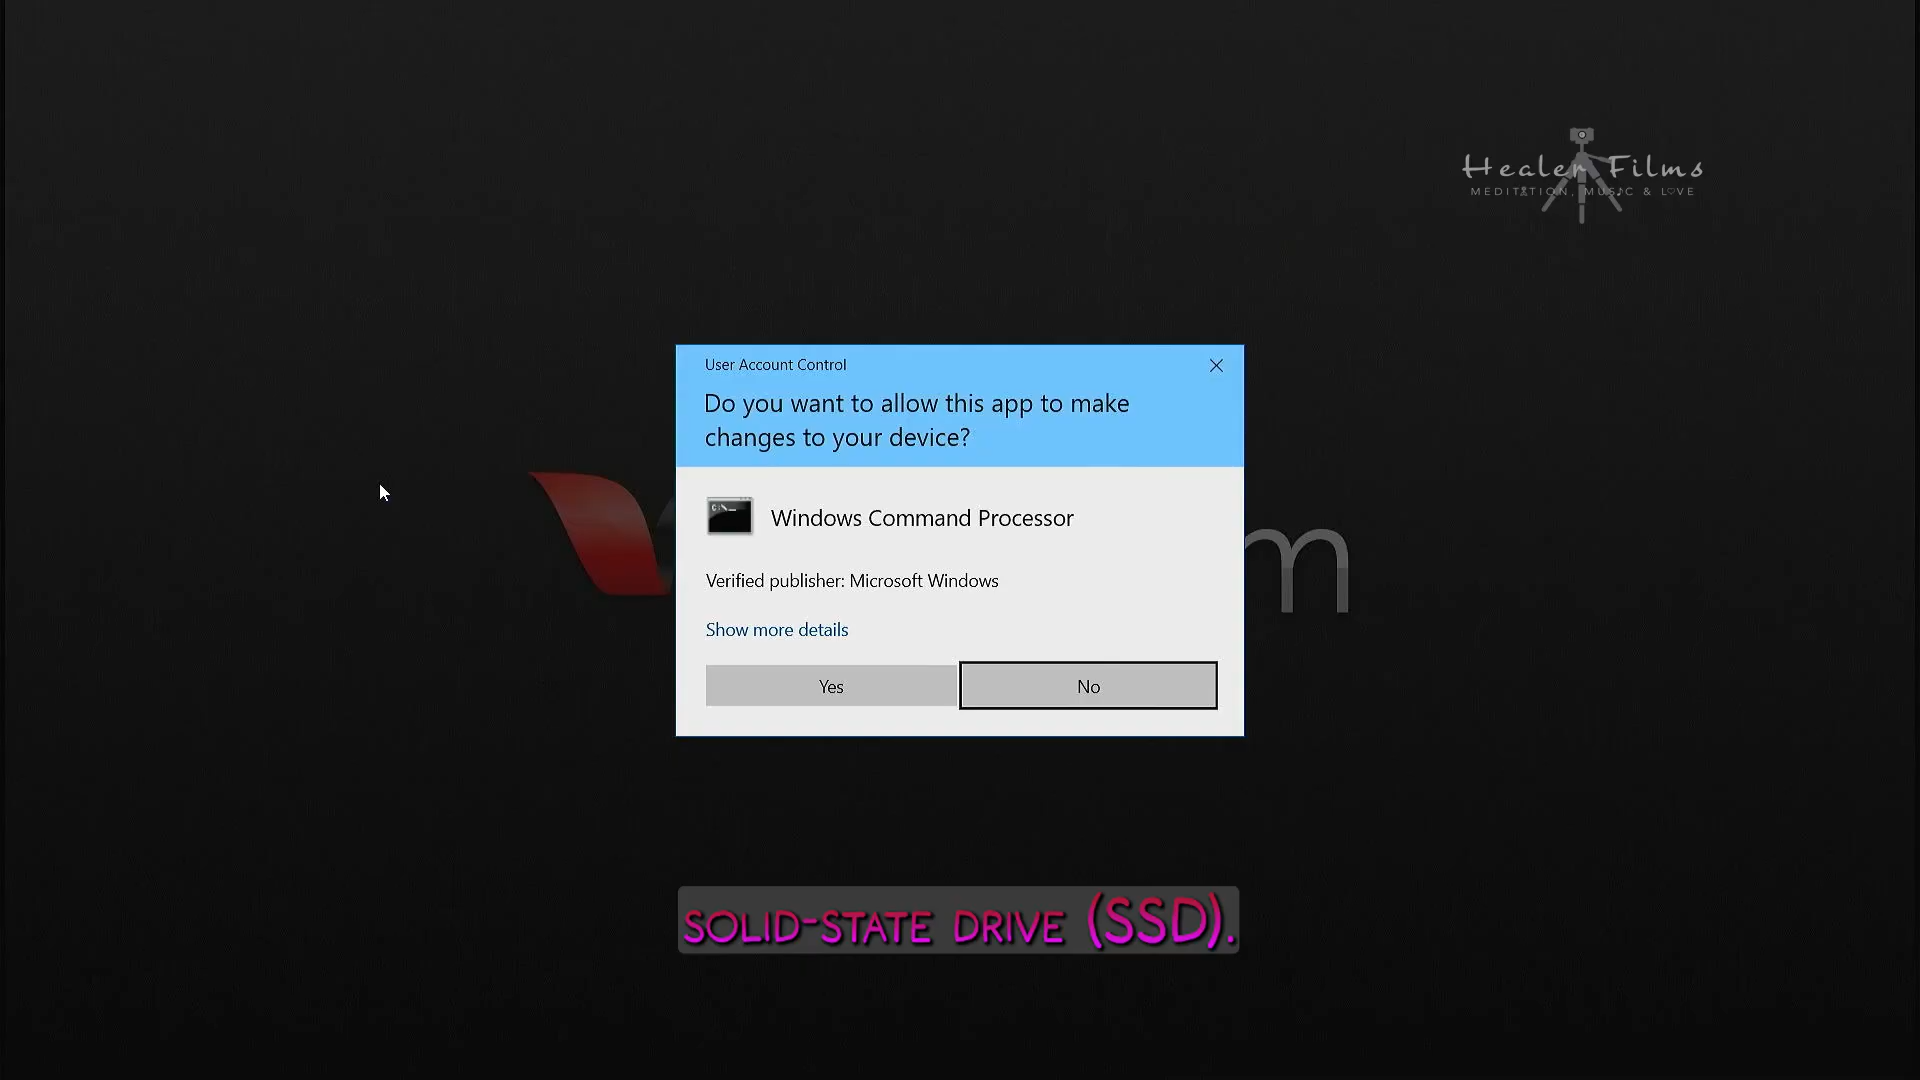 Healer Films
MEDITATION, MUSIC & LOVE
User Account Control
Do you want to allow this app to make
changes to your device?
C:\_
Windows Command Processor
Verified publisher: Microsoft Windows
m
Show more details
Yes
No
SOLID-STATE DRIVE (SSD).